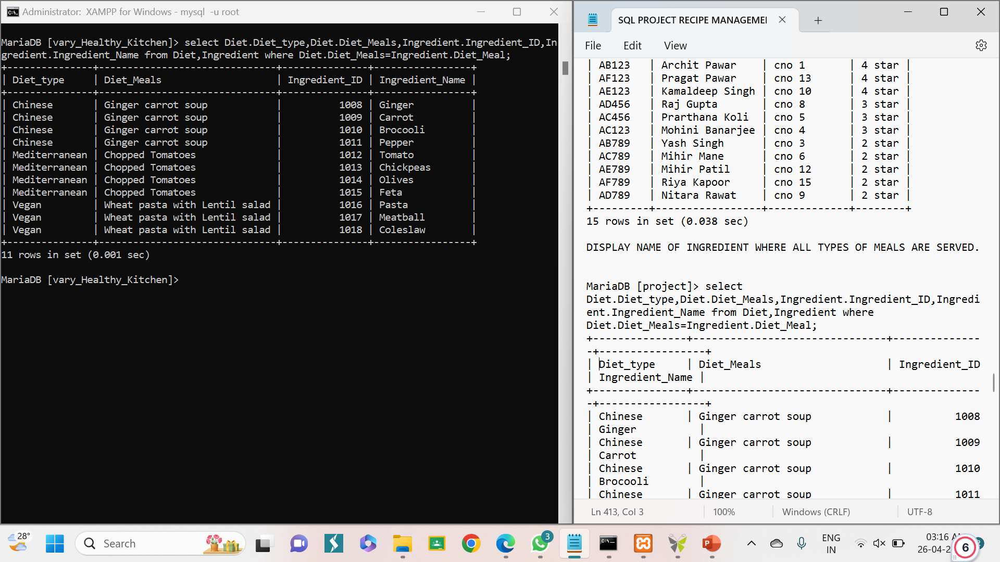 Administrator: XAMPP for Windows - mysql -u root
MariaDB [vary_Healthy_Kitchen]> select Diet.Diet_type,Diet.Diet_Meals,Ingredient.Ingredient_ID,In
gredient.Ingredient_Name from Diet,Ingredient where Diet.Diet_Meals=Ingredient.Diet_Meal;
+---------------+-----------------------------+---------------+-----------------+
| Diet_type     | Diet_Meals                  | Ingredient_ID | Ingredient_Name |
+---------------+-----------------------------+---------------+-----------------+
| Chinese       | Ginger carrot soup          |          1008 | Ginger          |
| Chinese       | Ginger carrot soup          |          1009 | Carrot          |
| Chinese       | Ginger carrot soup          |          1010 | Brocooli        |
| Chinese       | Ginger carrot soup          |          1011 | Pepper          |
| Mediterranean | Chopped Tomatoes            |          1012 | Tomato          |
| Mediterranean | Chopped Tomatoes            |          1013 | Chickpeas       |
| Mediterranean | Chopped Tomatoes            |          1014 | Olives          |
| Mediterranean | Chopped Tomatoes            |          1015 | Feta            |
| Vegan         | Wheat pasta with Lentil salad |          1016 | Pasta           |
| Vegan         | Wheat pasta with Lentil salad |          1017 | Meatball        |
| Vegan         | Wheat pasta with Lentil salad |          1018 | Coleslaw        |
+---------------+-----------------------------+---------------+-----------------+
11 rows in set (0.001 sec)
MariaDB [vary_Healthy_Kitchen]>
SQL PROJECT RECIPE MANAGEMEI
File Edit View
| AB123   | Archit Pawar    | cno 1       | 4 star |
| AF123   | Pragat Pawar    | cno 13      | 4 star |
| AE123   | Kamaldeep Singh | cno 10      | 4 star |
| AD456   | Raj Gupta       | cno 8       | 3 star |
| AC456   | Prarthana Koli  | cno 5       | 3 star |
| AC123   | Mohini Banarjee | cno 4       | 3 star |
| AB789   | Yash Singh      | cno 3       | 2 star |
| AC789   | Mihir Mane      | cno 6       | 2 star |
| AE789   | Mihir Patil     | cno 12      | 2 star |
| AF789   | Riya Kapoor     | cno 15      | 2 star |
| AD789   | Nitara Rawat    | cno 9       | 2 star |
+---------+-----------------+-------------+--------+
15 rows in set (0.038 sec)
DISPLAY NAME OF INGREDIENT WHERE ALL TYPES OF MEALS ARE SERVED.
MariaDB [project]> select
Diet.Diet_type,Diet.Diet_Meals,Ingredient.Ingredient_ID,Ingredi
ent.Ingredient_Name from Diet,Ingredient where
Diet.Diet_Meals=Ingredient.Diet_Meal;
+---------------+-------------------------------+--------------
-+-----------------+
| Diet_type     | Diet_Meals                    | Ingredient_ID
| Ingredient_Name |
+---------------+-------------------------------+--------------
-+-----------------+
| Chinese       | Ginger carrot soup            |          1008
| Ginger          |
| Chinese       | Ginger carrot soup            |          1009
| Carrot          |
| Chinese       | Ginger carrot soup            |          1010
| Brocooli        |
| Chinese       | Ginger carrot soup            |          1011
Ln 413, Col 3 100% Windows (CRLF) UTF-8
28° Search 3 ENG 03:16
IN 26-04-2 6